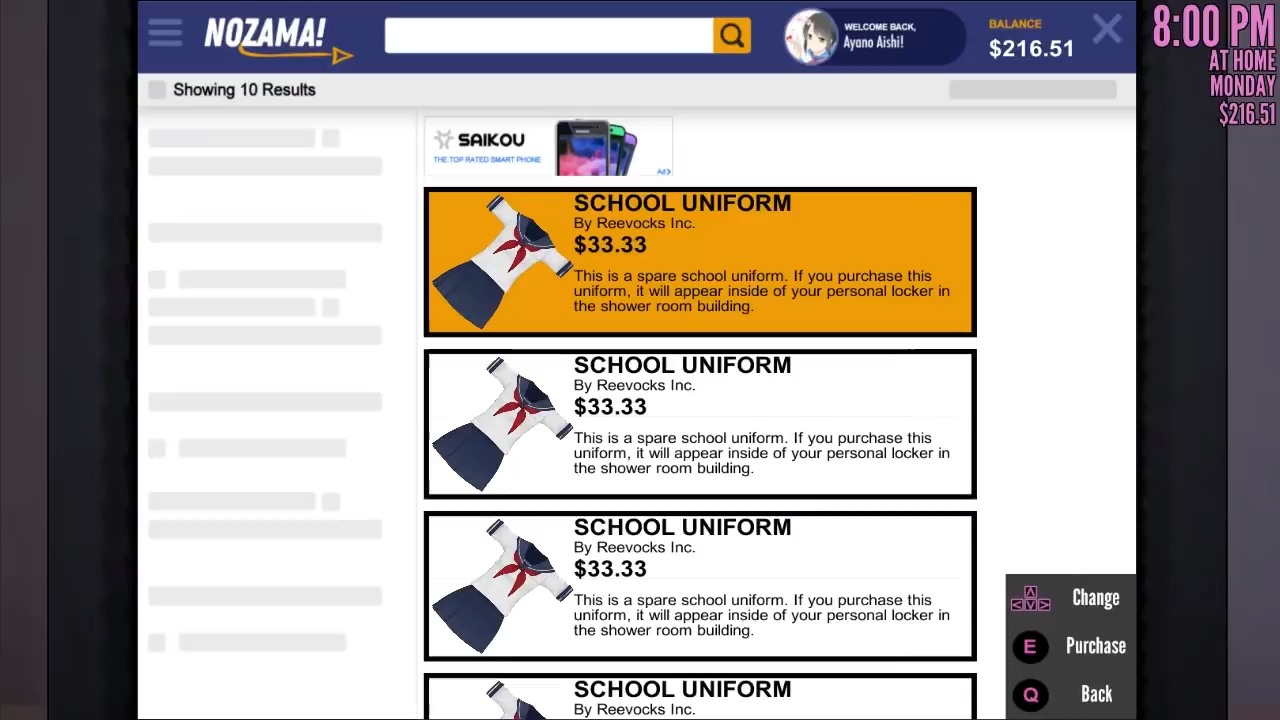 NOZAMA!
WELCOME BACK,
Ayano Aishi!
BALANCE
$216.51
8:00 PM
AT HOME
MONDAY
$216.51
Showing 10 Results
SAIKOU
THE TOP RATED SMART PHONE
Ad
SCHOOL UNIFORM
By Reevocks Inc.
$33.33
This is a spare school uniform. If you purchase this
uniform, it will appear inside of your personal locker in
the shower room building.
SCHOOL UNIFORM
By Reevocks Inc.
$33.33
This is a spare school uniform. If you purchase this
uniform, it will appear inside of your personal locker in
the shower room building.
SCHOOL UNIFORM
By Reevocks Inc.
$33.33
This is a spare school uniform. If you purchase this
uniform, it will appear inside of your personal locker in
the shower room building.
SCHOOL UNIFORM
By Reevocks Inc.
Change
E Purchase
Q Back